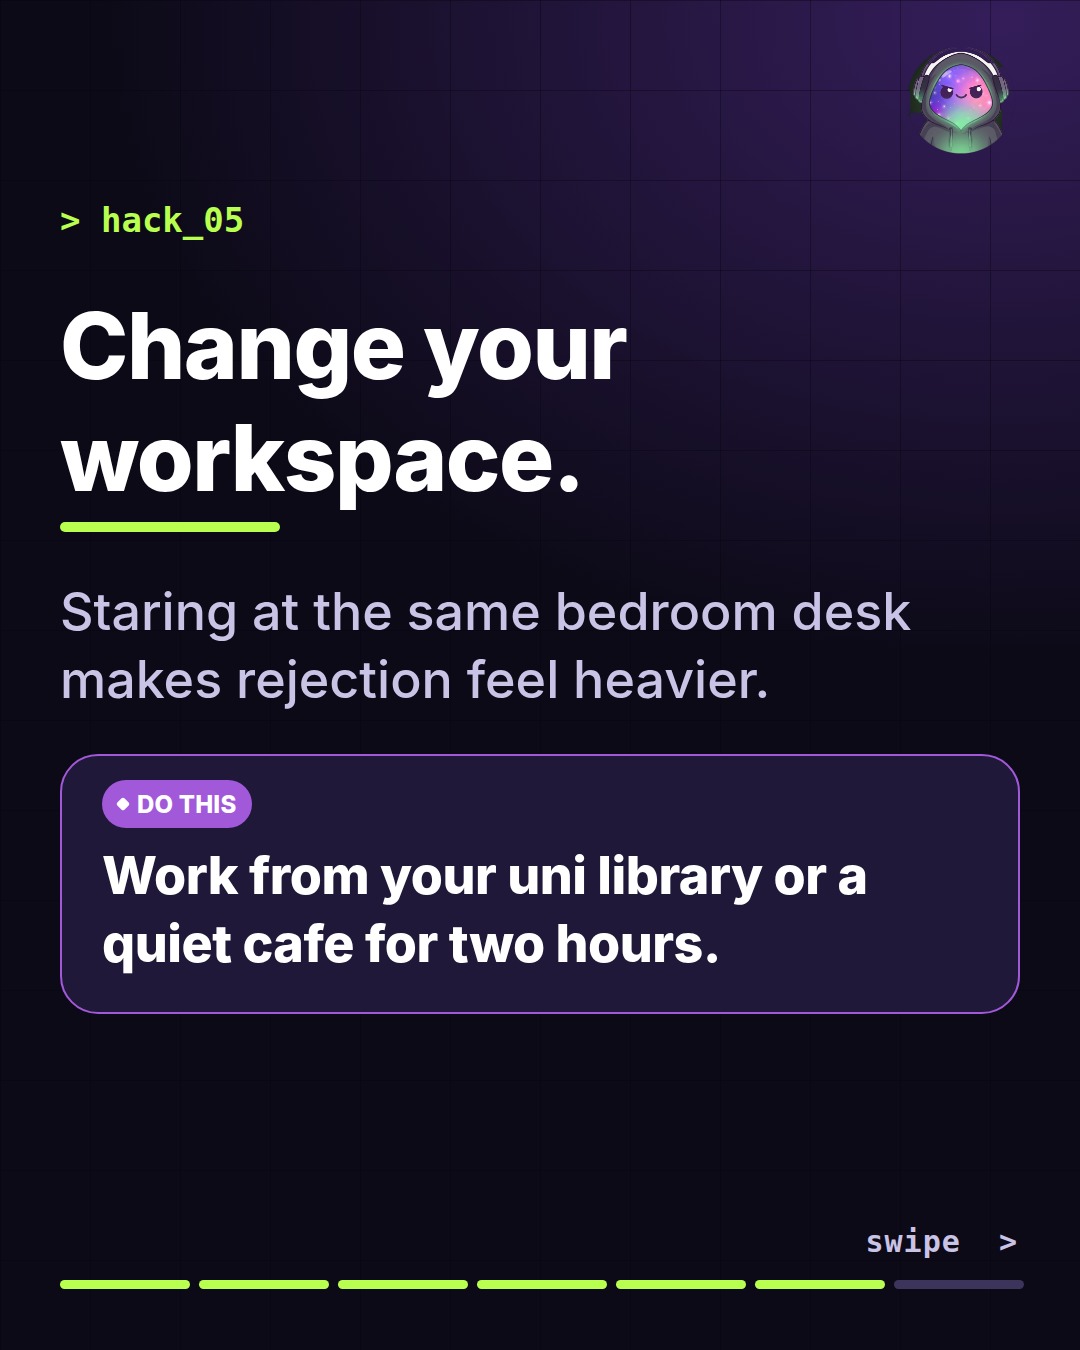 > hack_05
Change your
workspace.
Staring at the same bedroom desk
makes rejection feel heavier.
DO THIS
Work from your uni library or a
quiet cafe for two hours.
swipe >